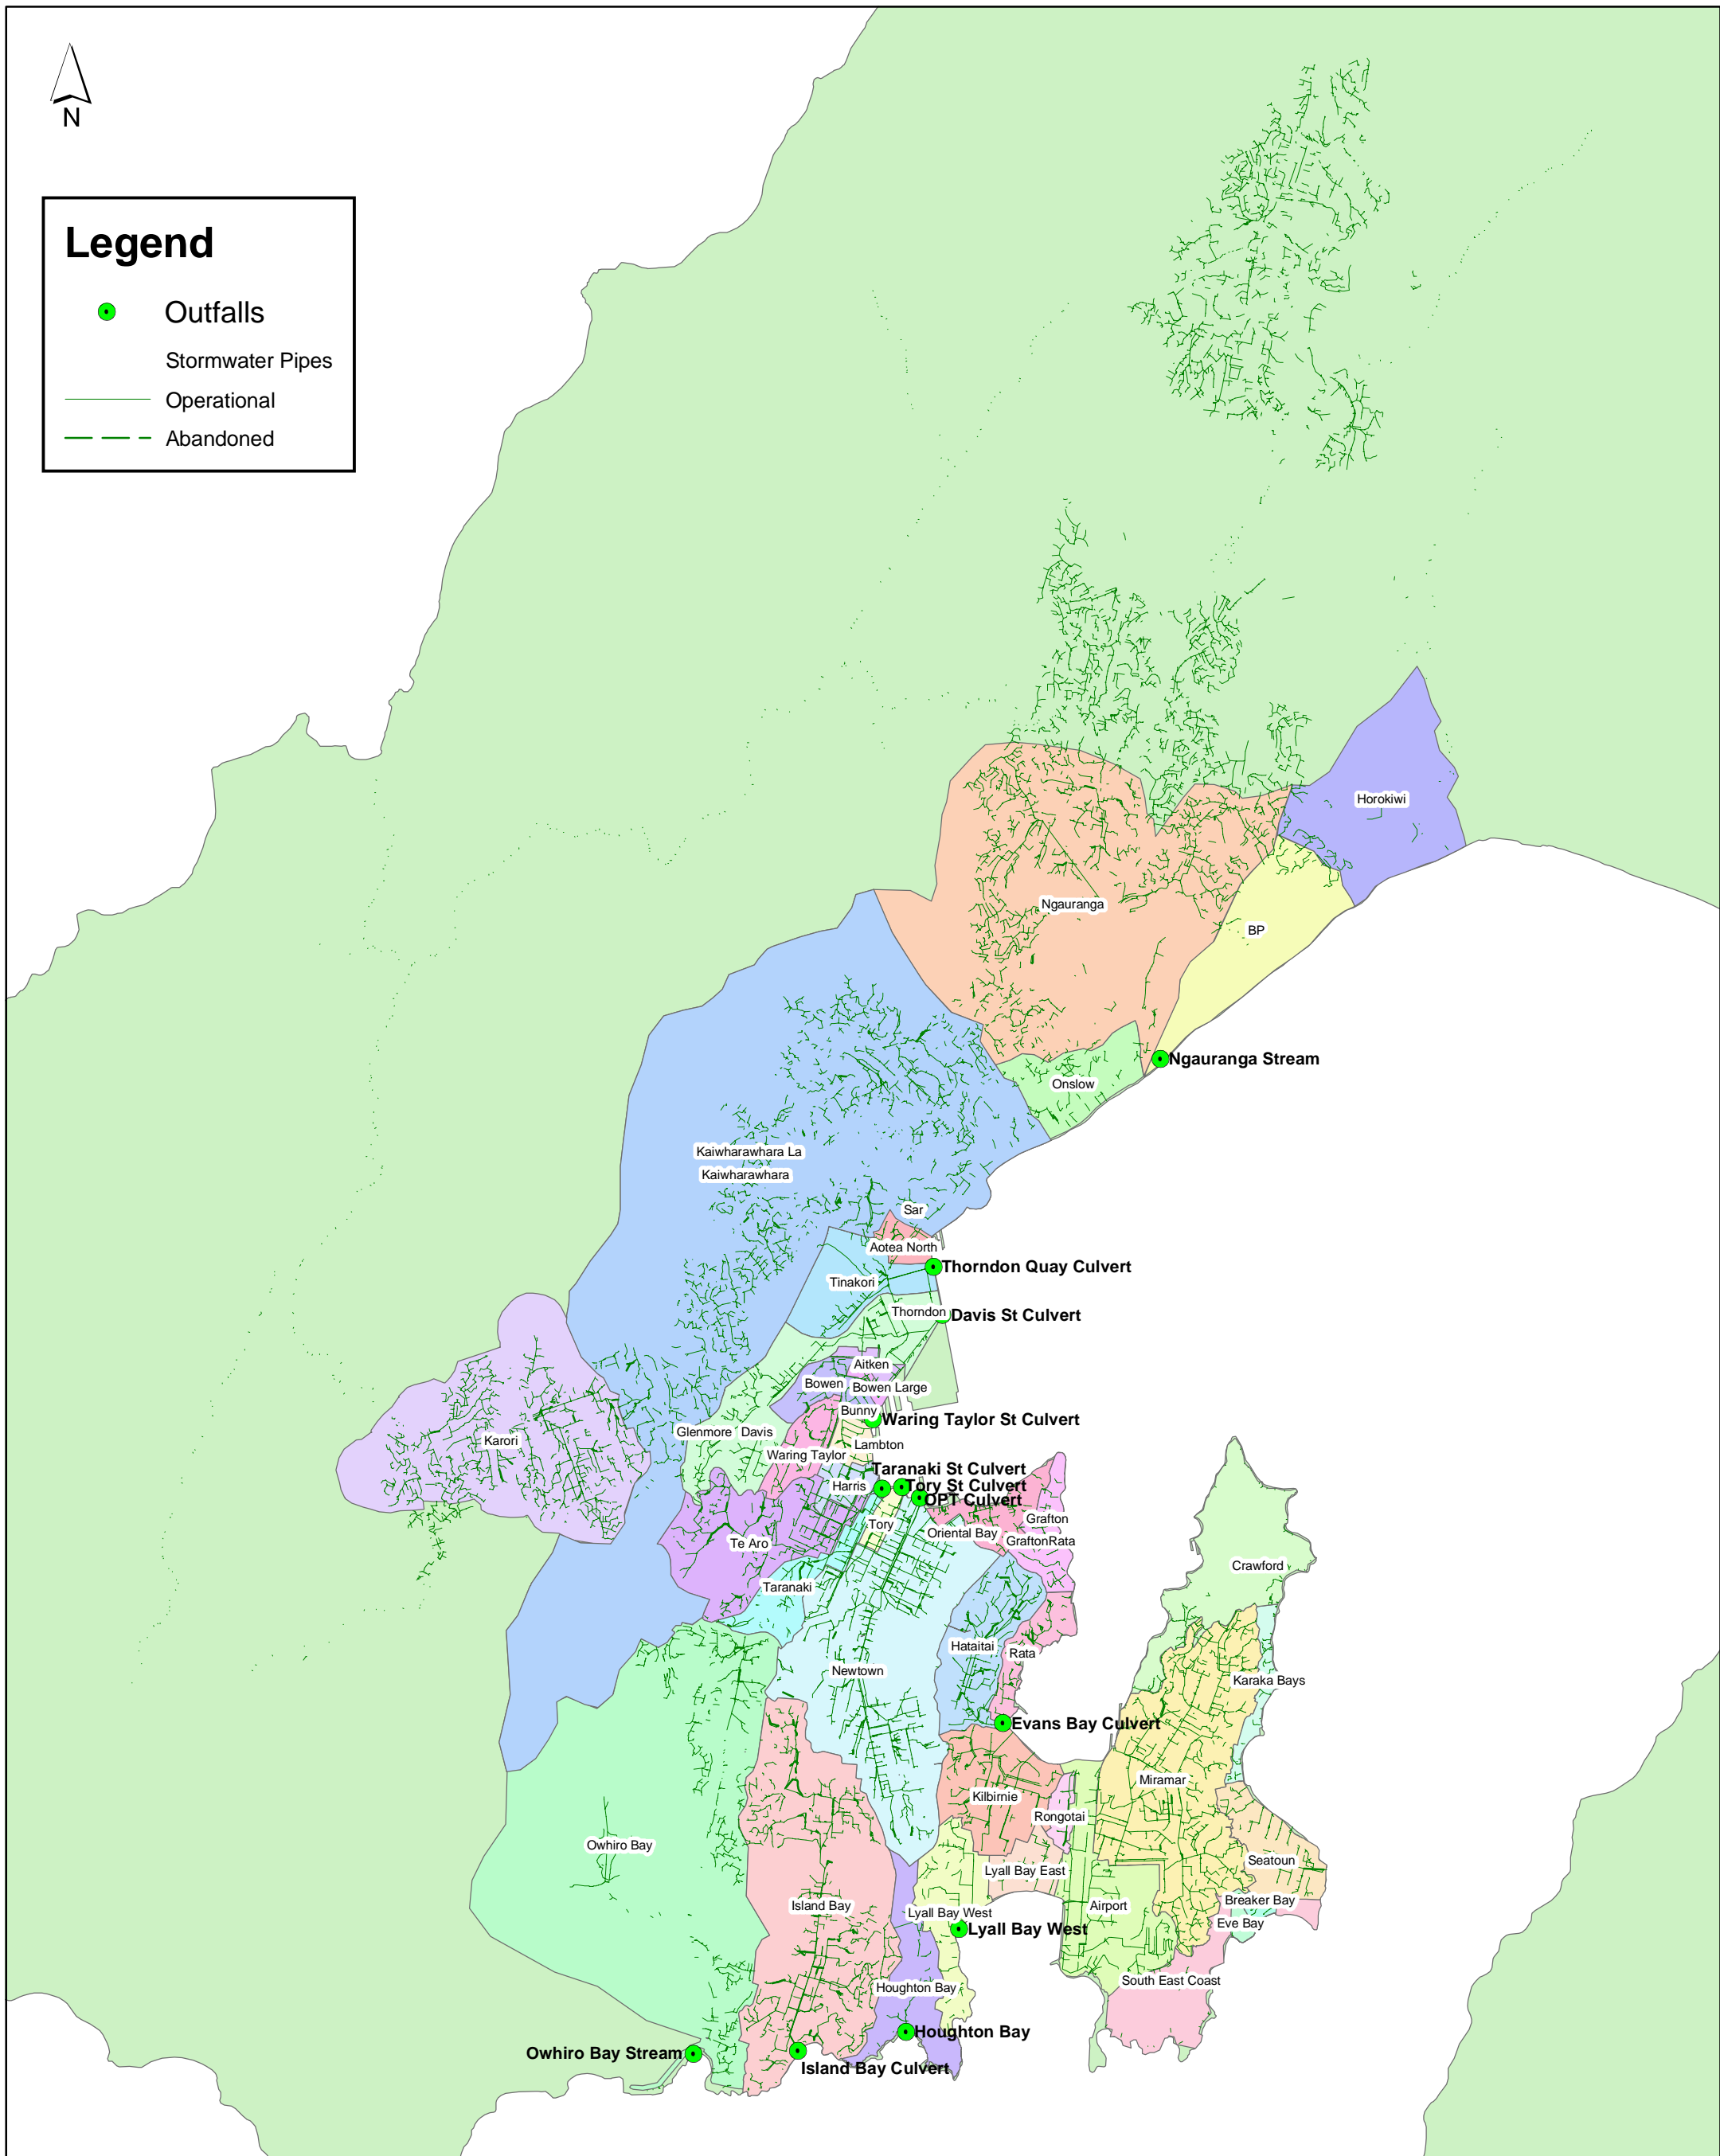 N
Legend
Outfalls
Stormwater Pipes
Operational
Abandoned
Horokiwi
Ngauranga
BP
Ngauranga Stream
Onslow
Kaiwharawhara La
Kaiwharawhara
Sar
Aotea North
Thorndon Quay Culvert
Tinakori
Thorndon
Davis St Culvert
Aitken
Bowen
Bowen Large
Bunny
Waring Taylor St Culvert
Glenmore
Davis
Karori
Lambton
Waring Taylor
Taranaki St Culvert
Harris
Tory St Culvert
OPT Culvert
Grafton
Tory
Oriental Bay
GraftonRata
Te Aro
Crawford
Taranaki
Hataitai
Rata
Newtown
Karaka Bays
Evans Bay Culvert
Miramar
Kilbirnie
Rongotai
Owhiro Bay
Seatoun
Lyall Bay East
Breaker Bay
Island Bay
Airport
Lyall Bay West
Eve Bay
Lyall Bay West
South East Coast
Houghton Bay
Houghton Bay
Owhiro Bay Stream
Island Bay Culvert